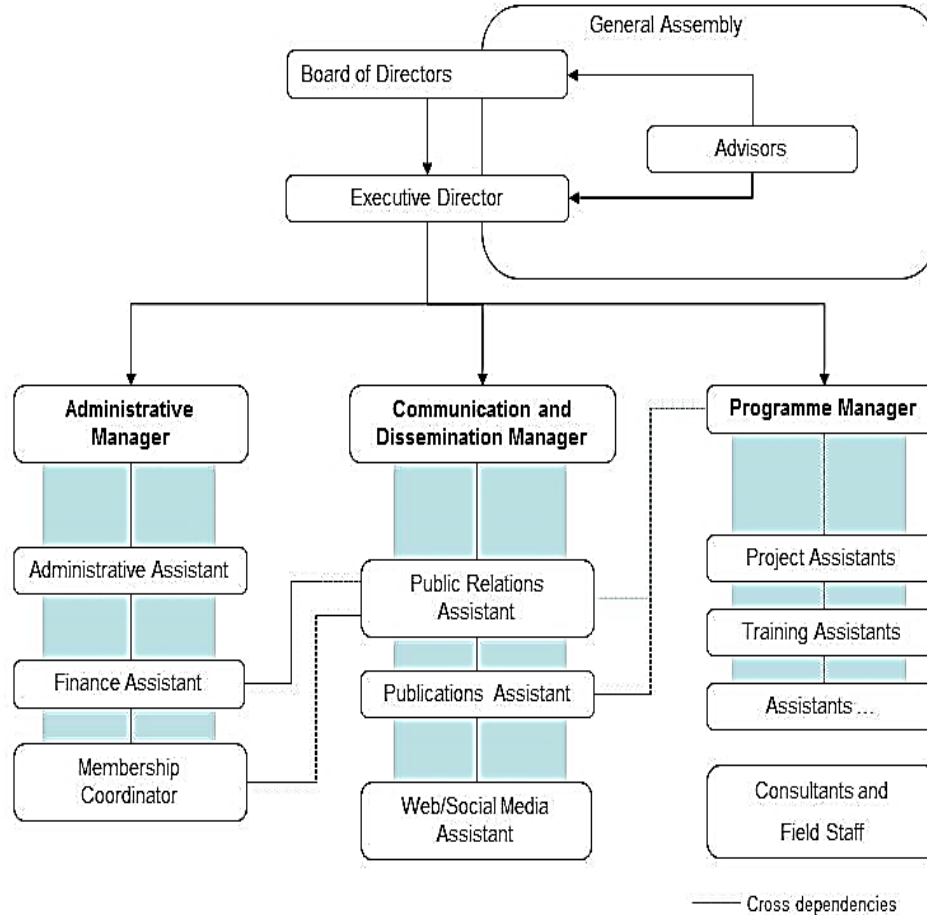 General Assembly
Board of Directors
Advisors
Executive Director
Administrative
Manager
Communication and
Dissemination Manager
Programme Manager
Administrative Assistant
Finance Assistant
Membership
Coordinator
Public Relations
Assistant
Publications Assistant
Web/Social Media
Assistant
Project Assistants
Training Assistants
Assistants ...
Consultants and
Field Staff
Cross dependencies